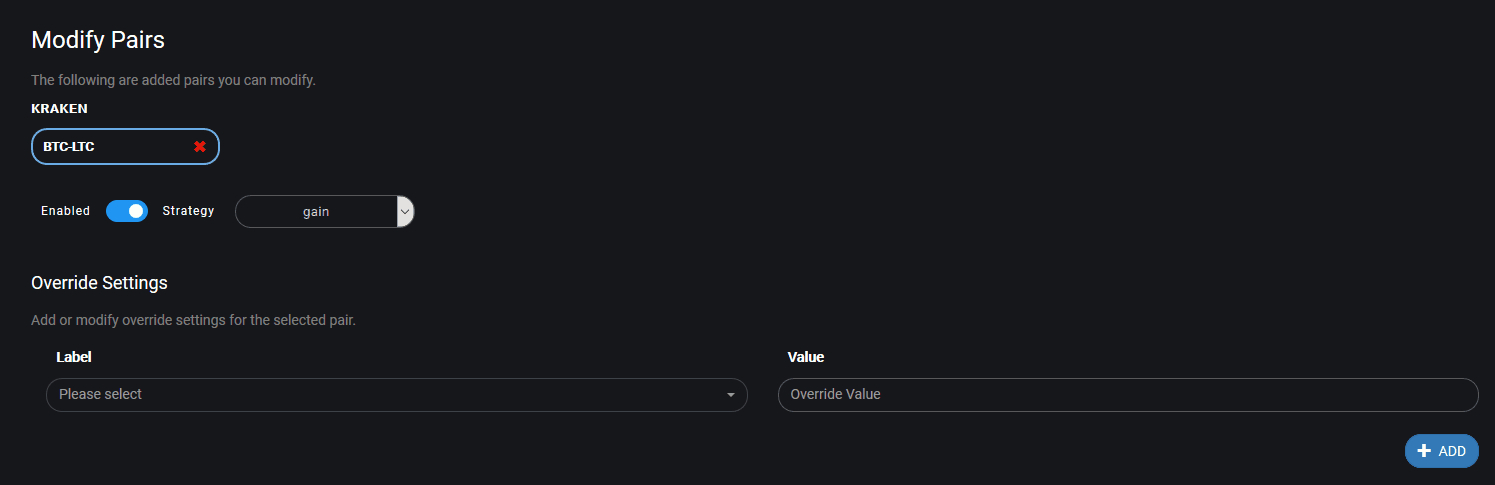 Modify Pairs
The following are added pairs you can modify.
KRAKEN
BTC-LTC
Enabled Strategy gain
Override Settings
Add or modify override settings for the selected pair.
Label Value
Please select Override Value
ADD